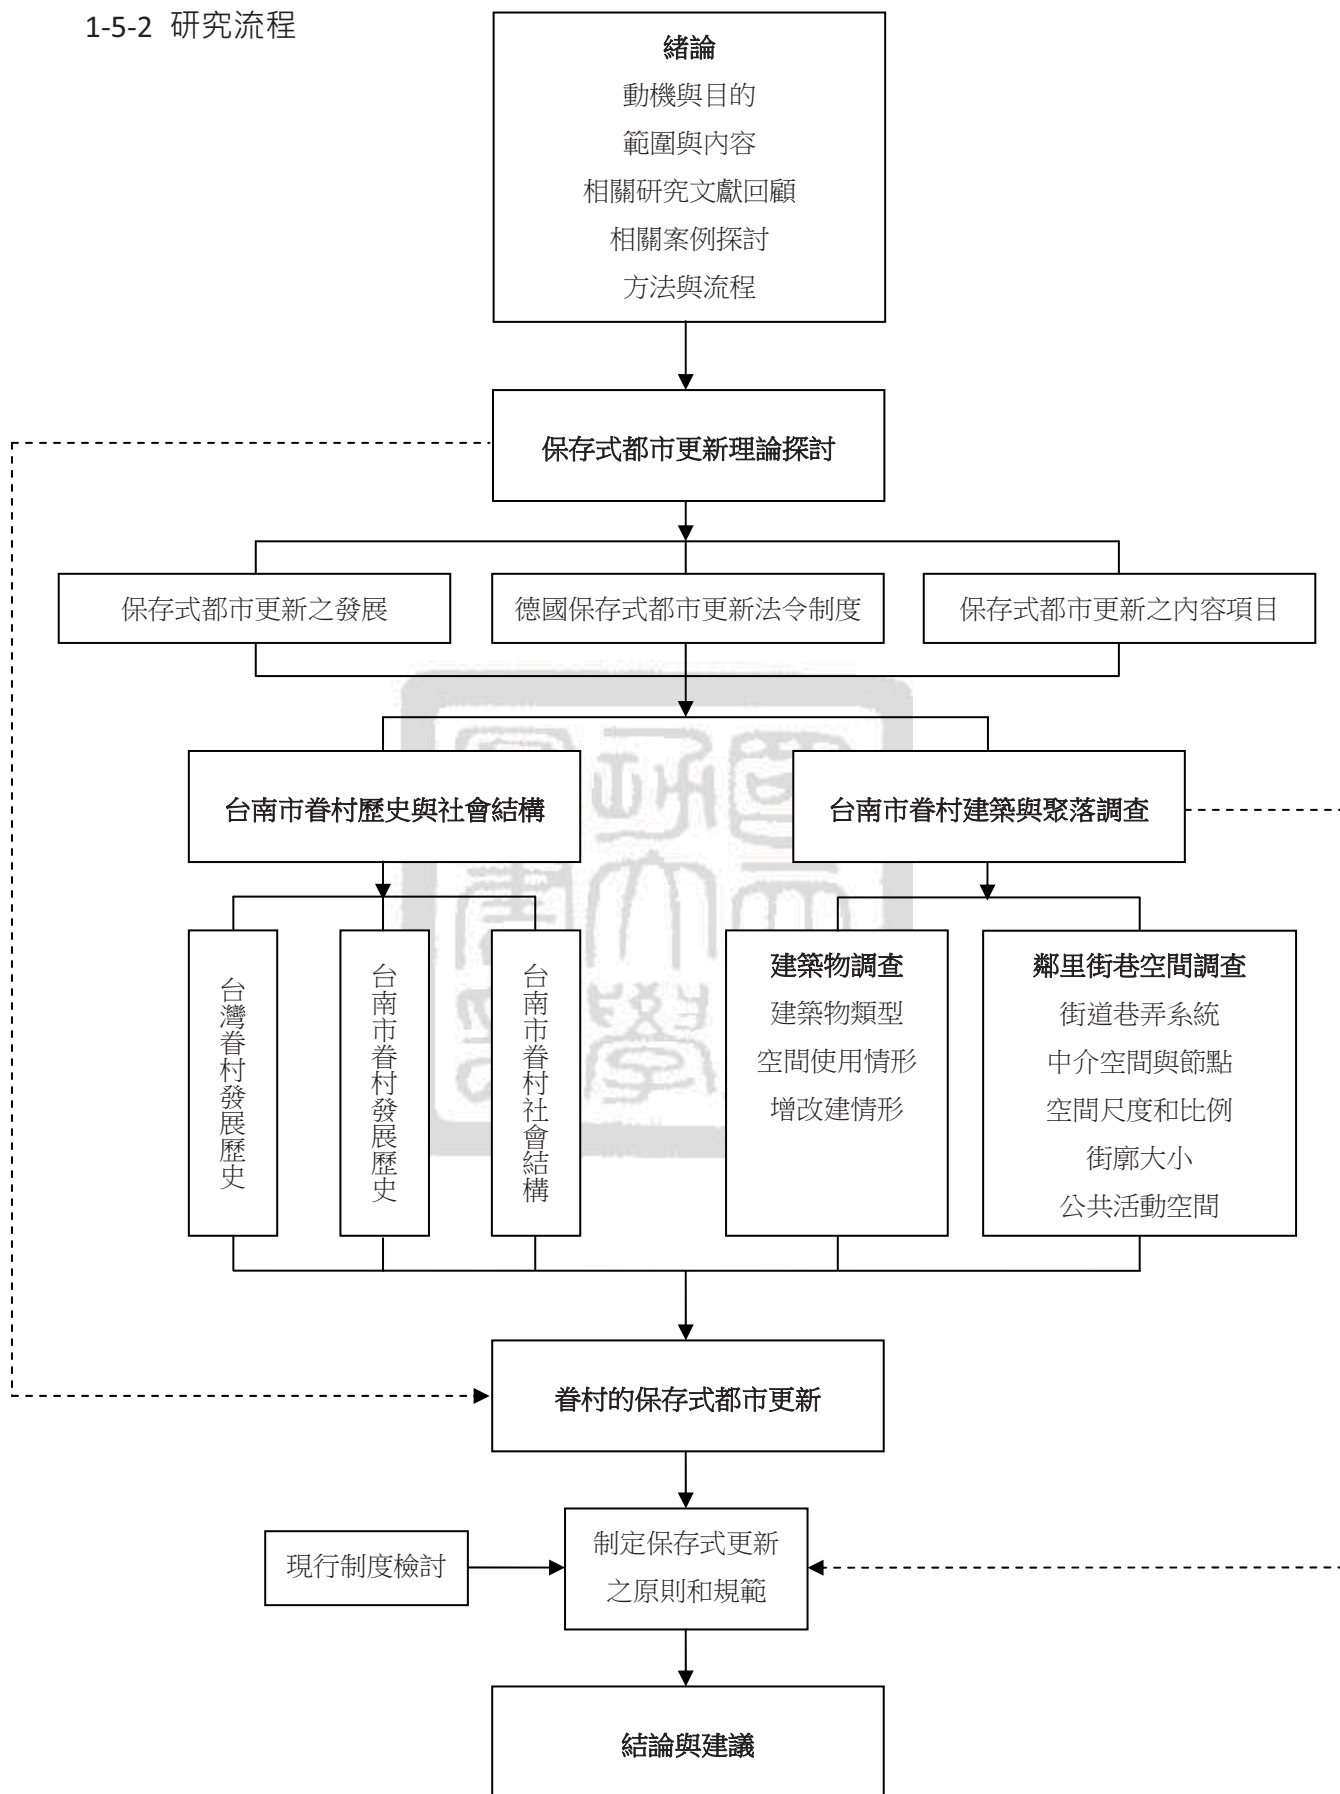 1-5-2 研究流程
緒論
動機與目的
範圍與內容
相關研究文獻回顧
相關案例探討
方法與流程
保存式都市更新理論探討
保存式都市更新之發展
德國保存式都市更新法令制度
保存式都市更新之內容項目
台南市眷村歷史與社會結構
台南市眷村建築與聚落調查
台灣眷村發展歷史
台南市眷村發展歷史
台南市眷村社會結構
建築物調查
建築物類型
空間使用情形
增改建情形
鄰里街巷空間調查
街道巷弄系統
中介空間與節點
空間尺度和比例
街廓大小
公共活動空間
眷村的保存式都市更新
現行制度檢討
制定保存式更新
之原則和規範
結論與建議